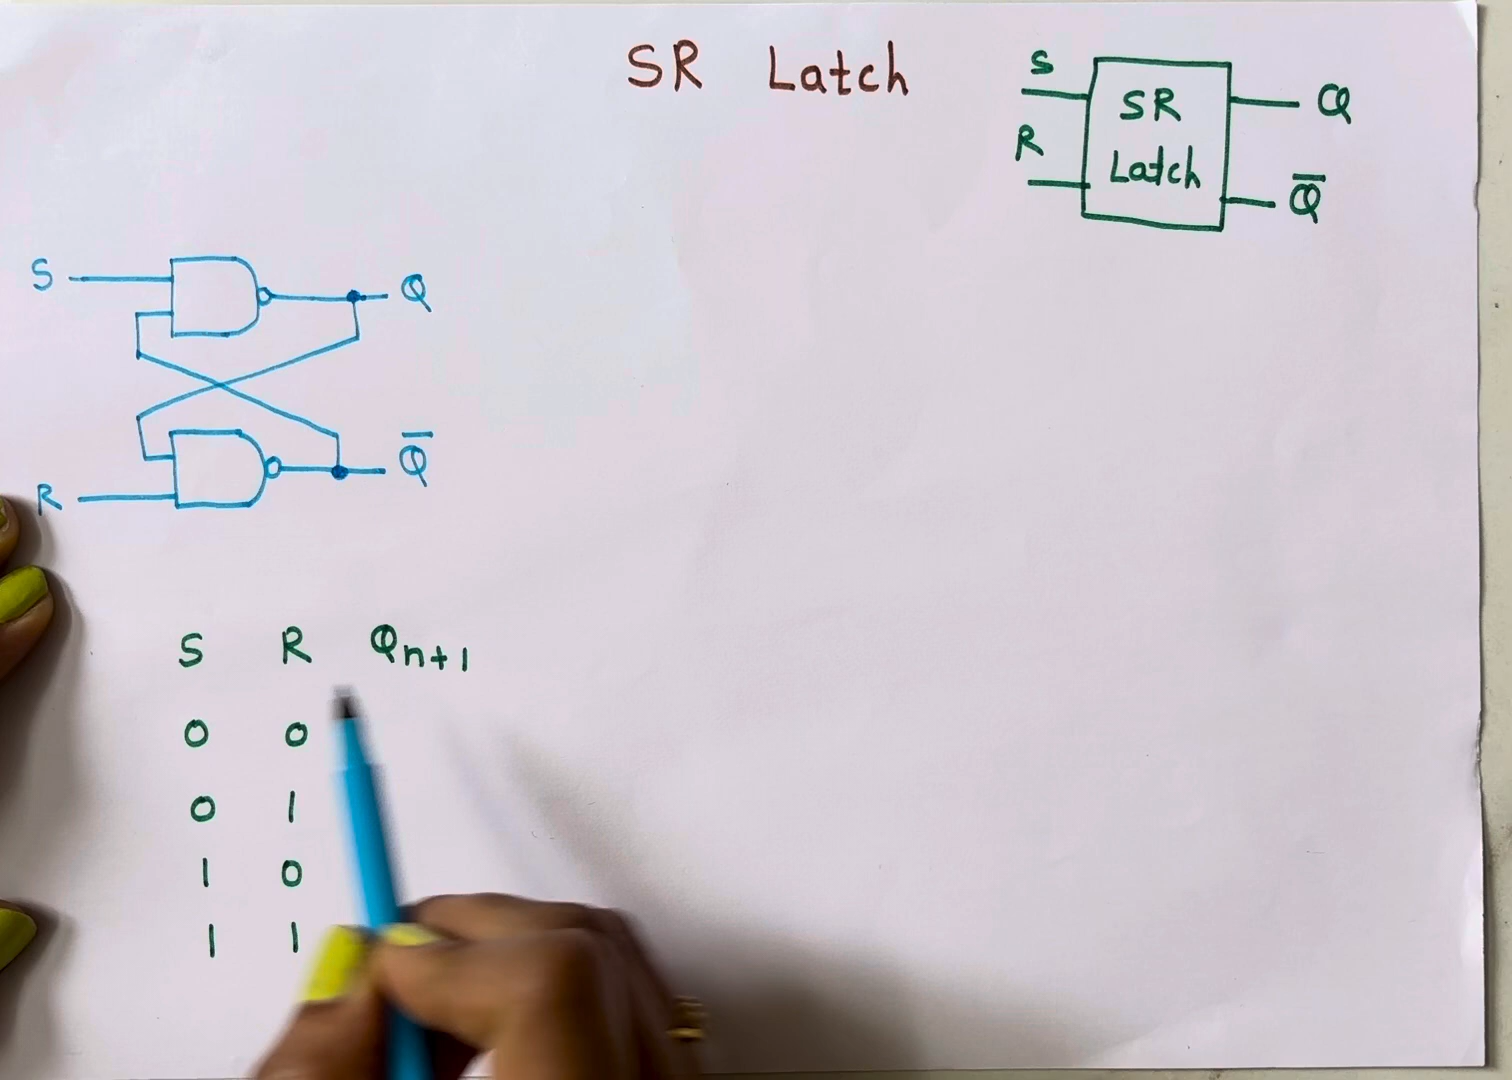 SR Latch
S
R
SR
Latch
Q
Q̅
S
Q
Q̅
R
S R Qn+1
0 0
0 1
1 0
1 1